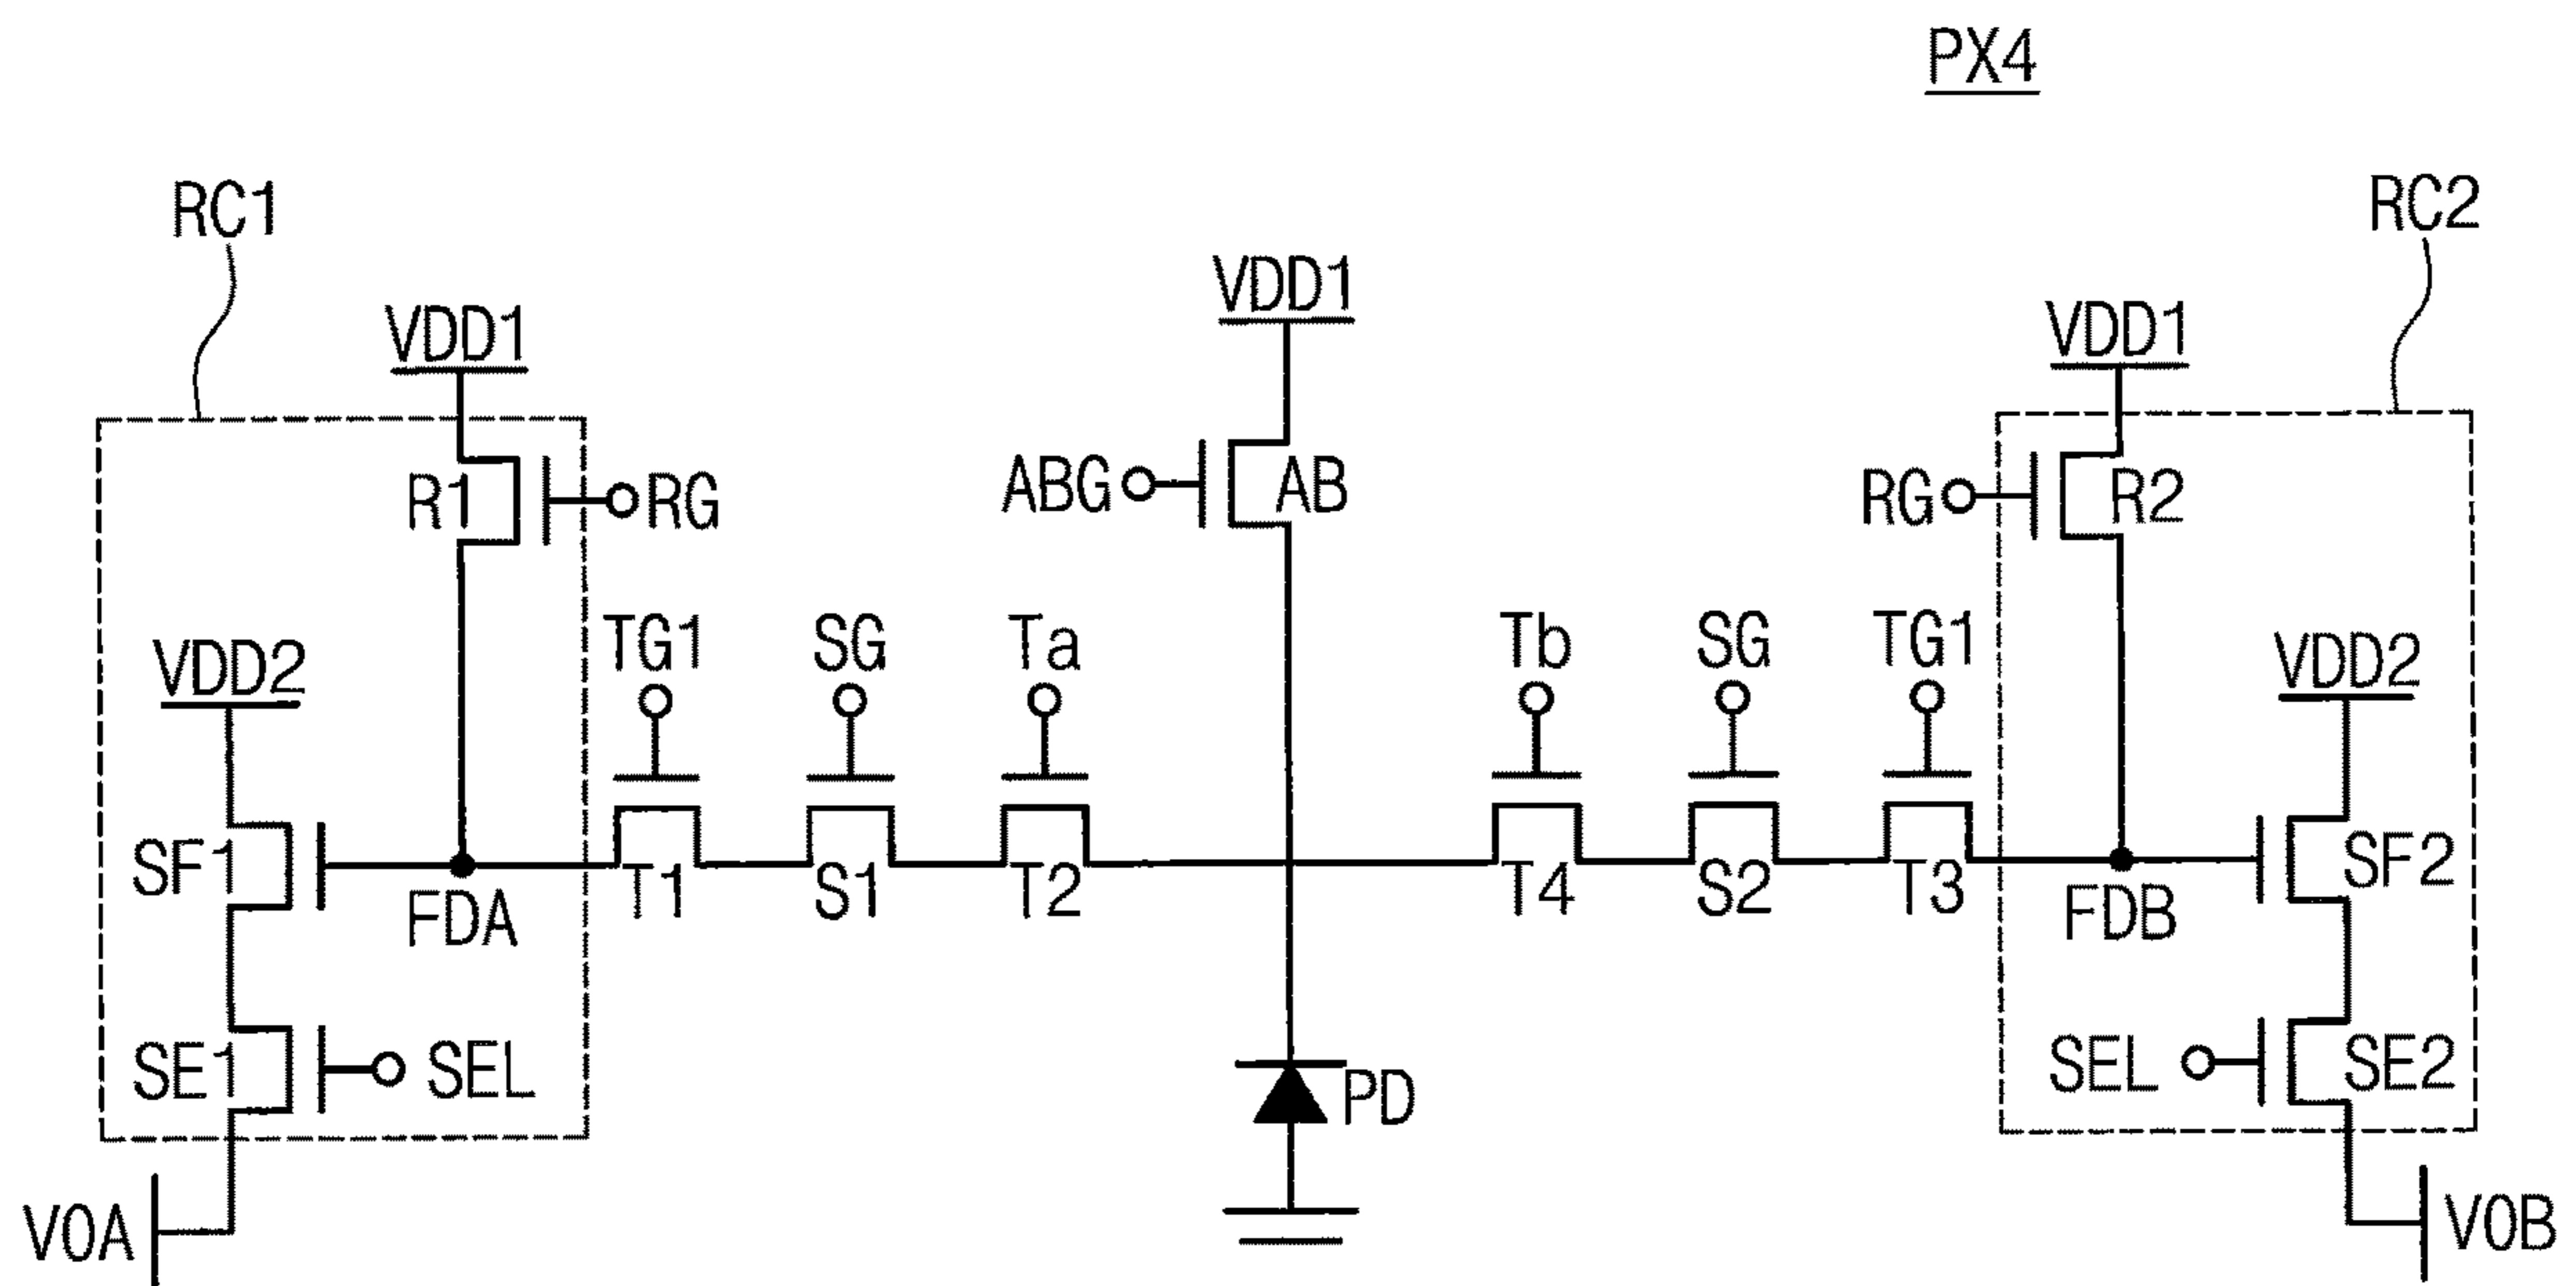 PX4
RC1
RC2
VDD1
VDD1
VDD1
R1
RG
ABG
AB
RG
R2
VDD2
TG1
SG
Ta
Tb
SG
TG1
VDD2
SF1
FDA
T1
S1
T2
T4
S2
T3
FDB
SF2
SE1
SEL
PD
SEL
SE2
VOA
VOB